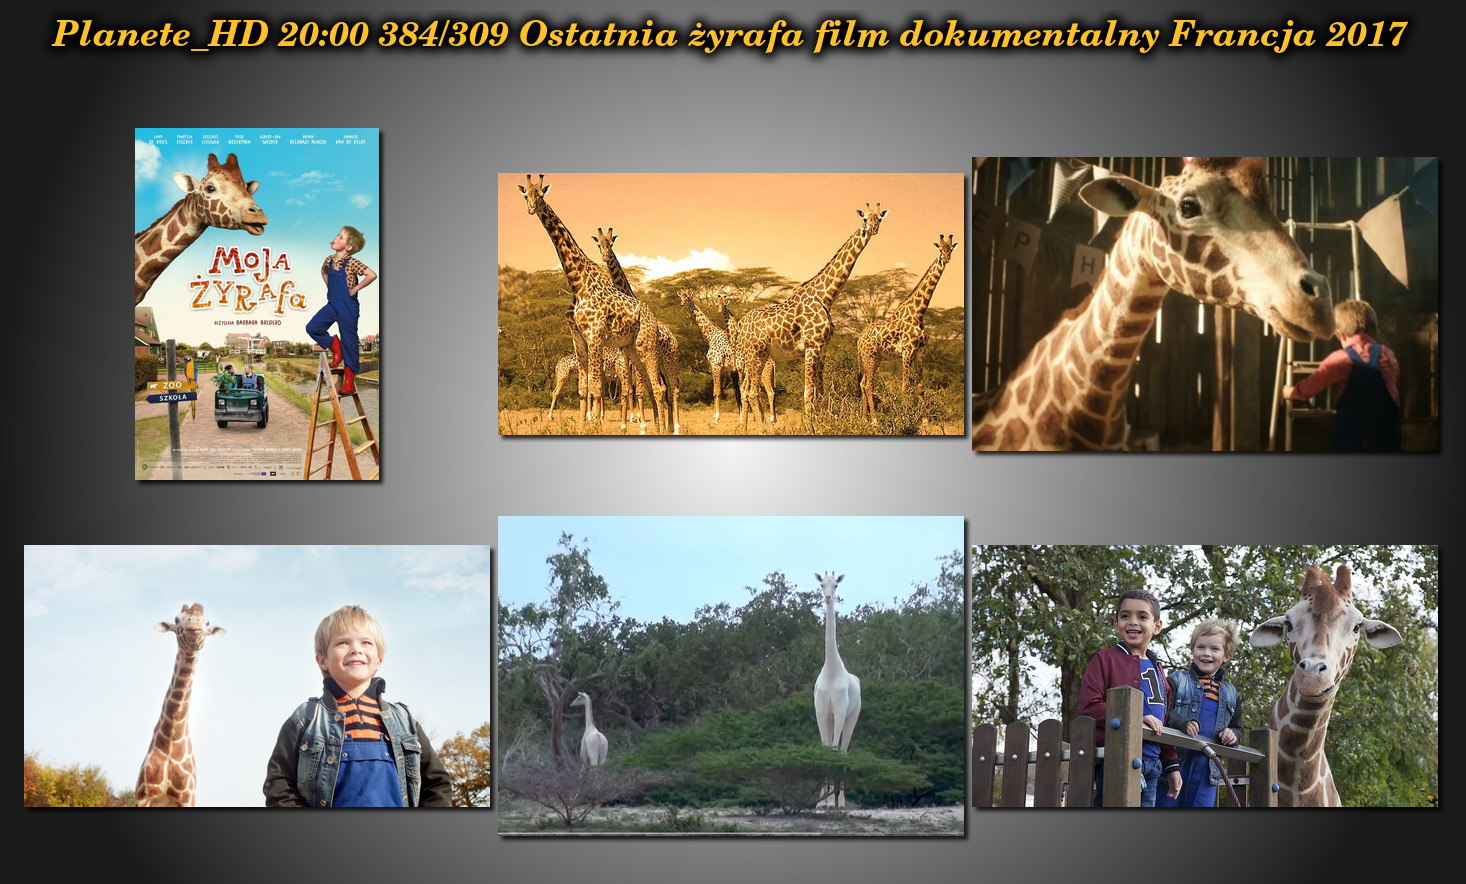 Planete_HD 20:00 384/309 Ostatnia żyrafa film dokumentalny Francja 2017
MOJA
ŻYRAfa
REŻYSERIA BARBARA BREDERO
ZOO
SZKOŁA
E P H